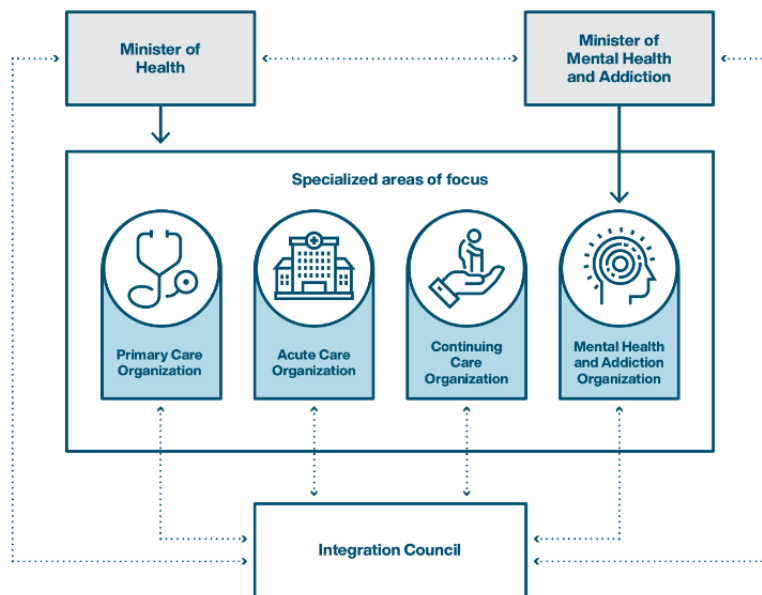 Minister of
Health
Minister of
Mental Health
and Addiction
Specialized areas of focus
Primary Care
Organization
Acute Care
Organization
Continuing
Care
Organization
Mental Health
and Addiction
Organization
Integration Council